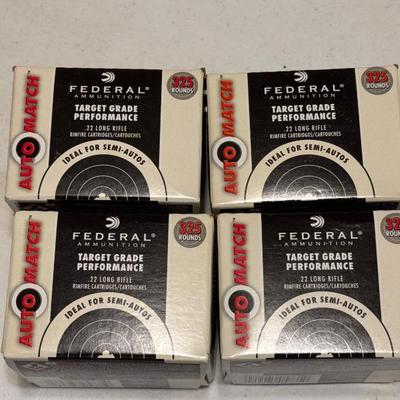 AUTOMATCH
FEDERAL®
AMMUNITION
325
ROUNDS
TARGET GRADE
PERFORMANCE
.22 LONG RIFLE
RIMFIRE CARTRIDGES/CARTOUCHES
IDEAL FOR SEMI-AUTOS
AUTOMATCH
FEDERAL®
AMMUNITION
325
ROUNDS
TARGET GRADE
PERFORMANCE
.22 LONG RIFLE
RIMFIRE CARTRIDGES/CARTOUCHES
IDEAL FOR SEMI-AUTOS
AUTOMATCH
FEDERAL®
AMMUNITION
325
ROUNDS
TARGET GRADE
PERFORMANCE
.22 LONG RIFLE
RIMFIRE CARTRIDGES/CARTOUCHES
IDEAL FOR SEMI-AUTOS
AUTOMATCH
FEDERAL®
AMMUNITION
TARGET GRADE
PERFORMANCE
.22 LONG RIFLE
RIMFIRE CARTRIDGES/CARTOUCHES
IDEAL FOR SEMI-AUTOS